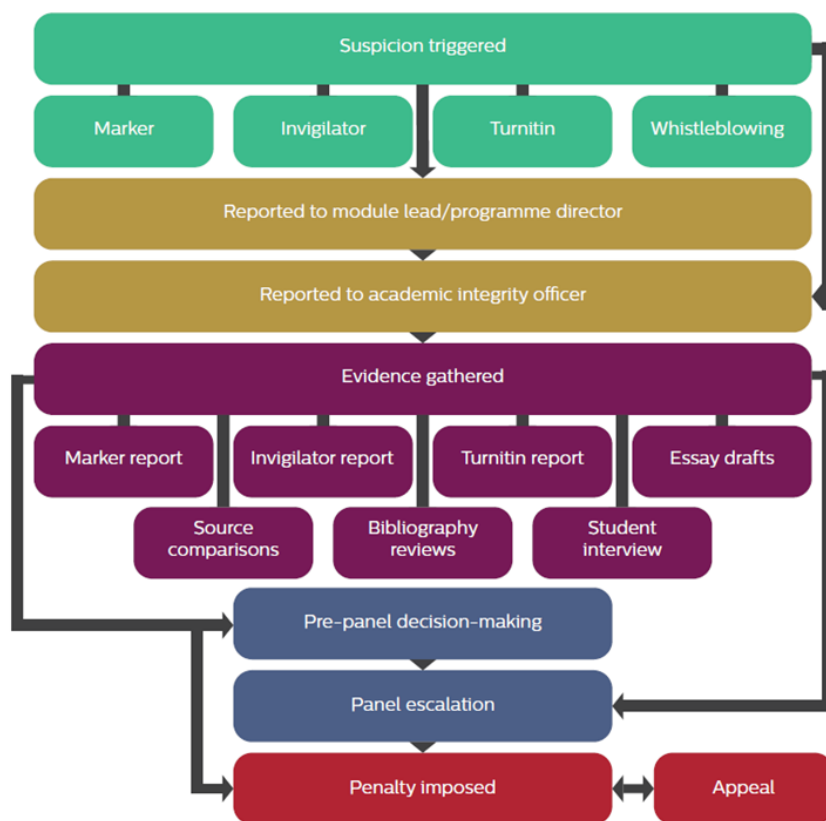 Suspicion triggered
Marker
Invigilator
Turnitin
Whistleblowing
Reported to module lead/programme director
Reported to academic integrity officer
Evidence gathered
Marker report
Invigilator report
Turnitin report
Essay drafts
Source
comparisons
Bibliography
reviews
Student
interview
Pre-panel decision-making
Panel escalation
Penalty imposed
Appeal